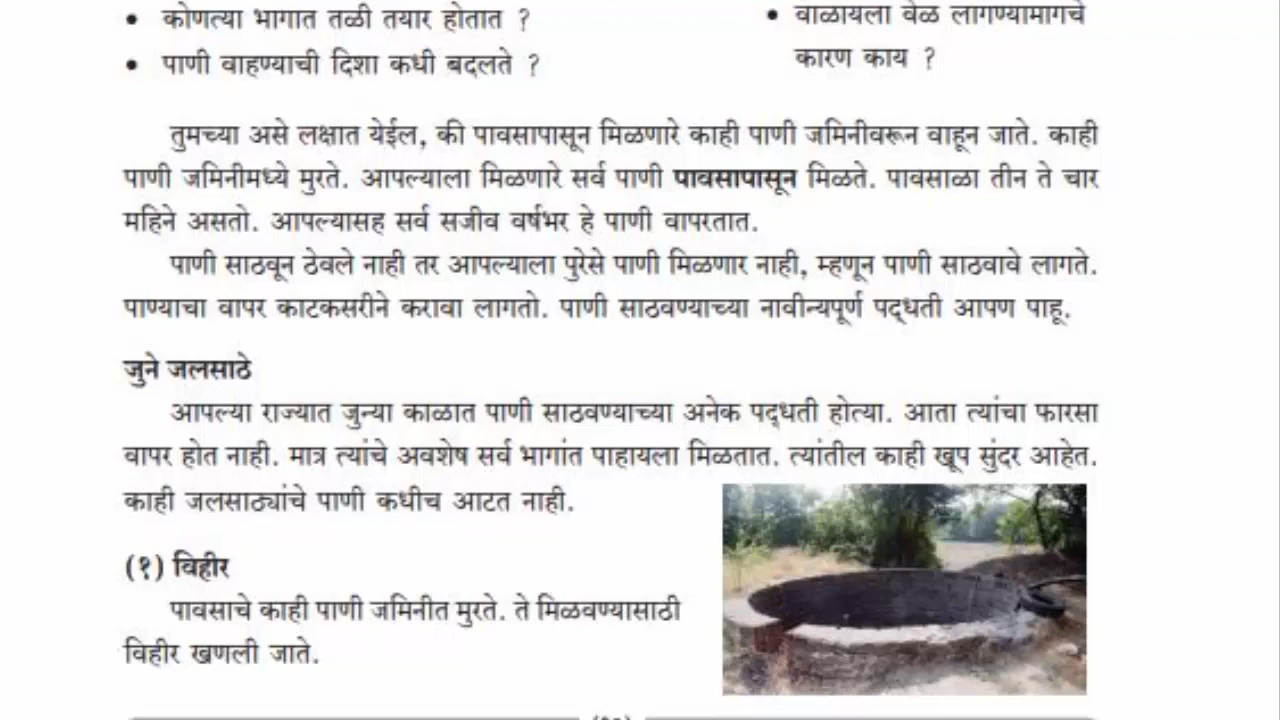 • कोणत्या भागात तळी तयार होतात ?
• पाणी वाहण्याची दिशा कधी बदलते ?
• वाळायला वेळ लागण्यामागचे
कारण काय ?
तुमच्या असे लक्षात येईल, की पावसापासून मिळणारे काही पाणी जमिनीवरून वाहून जाते. काही
पाणी जमिनीमध्ये मुरते. आपल्याला मिळणारे सर्व पाणी पावसापासून मिळते. पावसाळा तीन ते चार
महिने असतो. आपल्यासह सर्व सजीव वर्षभर हे पाणी वापरतात.
पाणी साठवून ठेवले नाही तर आपल्याला पुरेसे पाणी मिळणार नाही, म्हणून पाणी साठवावे लागते.
पाण्याचा वापर काटकसरीने करावा लागतो. पाणी साठवण्याच्या नावीन्यपूर्ण पद्धती आपण पाहू.
जुने जलसाठे
आपल्या राज्यात जुन्या काळात पाणी साठवण्याच्या अनेक पद्धती होत्या. आता त्यांचा फारसा
वापर होत नाही. मात्र त्यांचे अवशेष सर्व भागांत पाहायला मिळतात. त्यांतील काही खूप सुंदर आहेत.
काही जलसाठ्यांचे पाणी कधीच आटत नाही.
(१) विहीर
पावसाचे काही पाणी जमिनीत मुरते. ते मिळवण्यासाठी
विहीर खणली जाते.